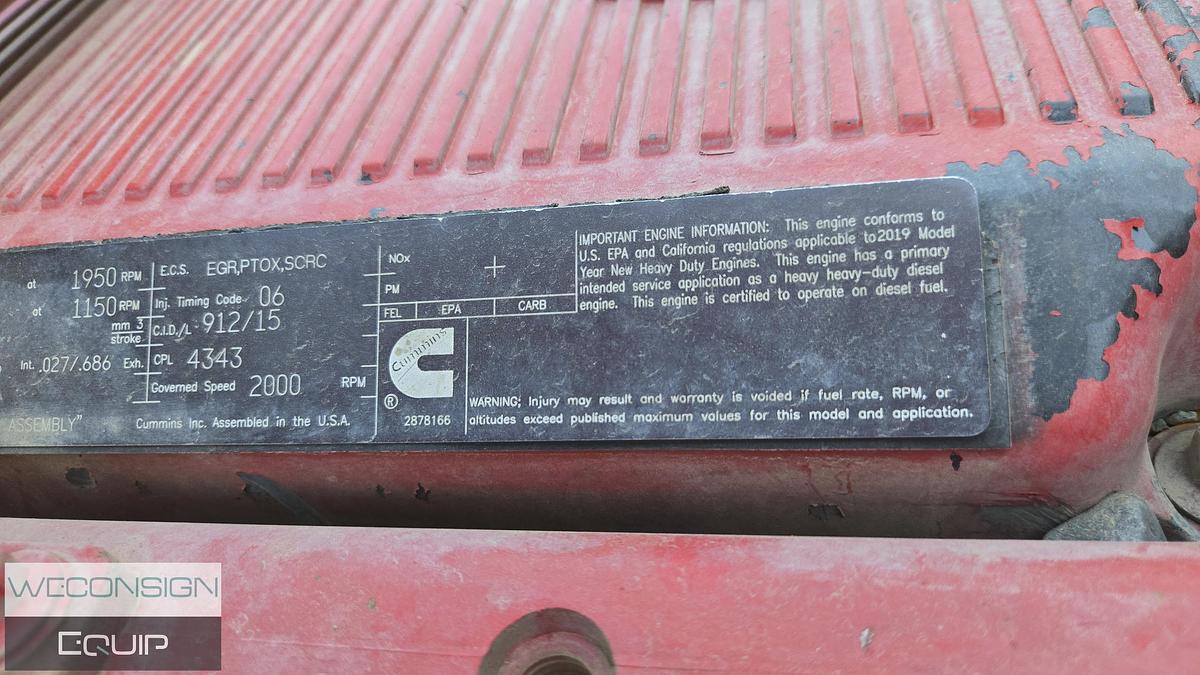 at 1950 RPM
at 1150 RPM
mm 3
stroke
Int. .027/.686 Exh.
ASSEMBLY"
E.C.S. EGR,PTOX,SCRC
Inj. Timing Code 06
C.I.D./L 912/15
CPL 4343
Governed Speed 2000 RPM
Cummins Inc. Assembled in the U.S.A.
NOx
PM
FEL EPA CARB
Cummins
®
2878166
IMPORTANT ENGINE INFORMATION: This engine conforms to
U.S. EPA and California regulations applicable to2019 Model
Year New Heavy Duty Engines. This engine has a primary
intended service application as a heavy heavy-duty diesel
engine. This engine is certified to operate on diesel fuel.
WARNING: Injury may result and warranty is voided if fuel rate, RPM, or
altitudes exceed published maximum values for this model and application.
WECONSIGN
EQUIP